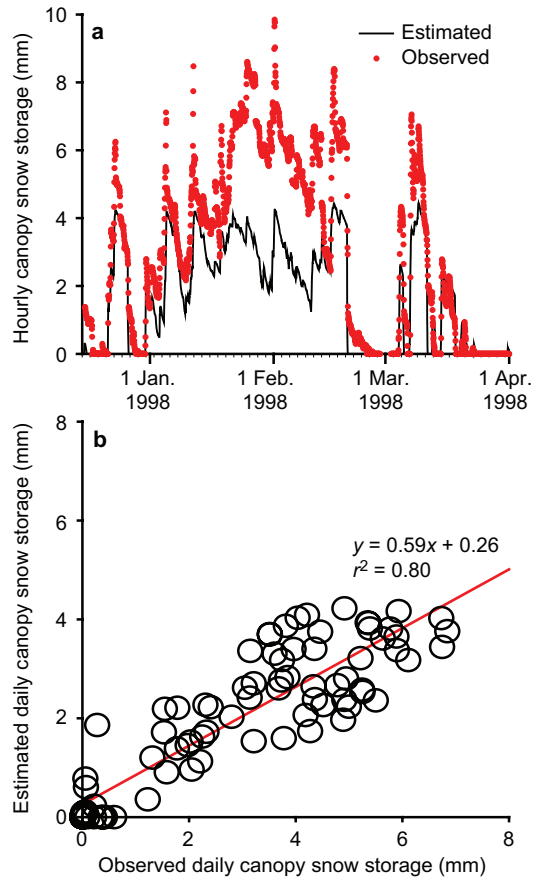 a
Estimated
Observed
Hourly canopy snow storage (mm)
10
8
6
4
2
0
1 Jan. 1 Feb. 1 Mar. 1 Apr.
1998 1998 1998 1998
b
Estimated daily canopy snow storage (mm)
8
6
4
2
0
y = 0.59x + 0.26
r² = 0.80
0 2 4 6 8
Observed daily canopy snow storage (mm)